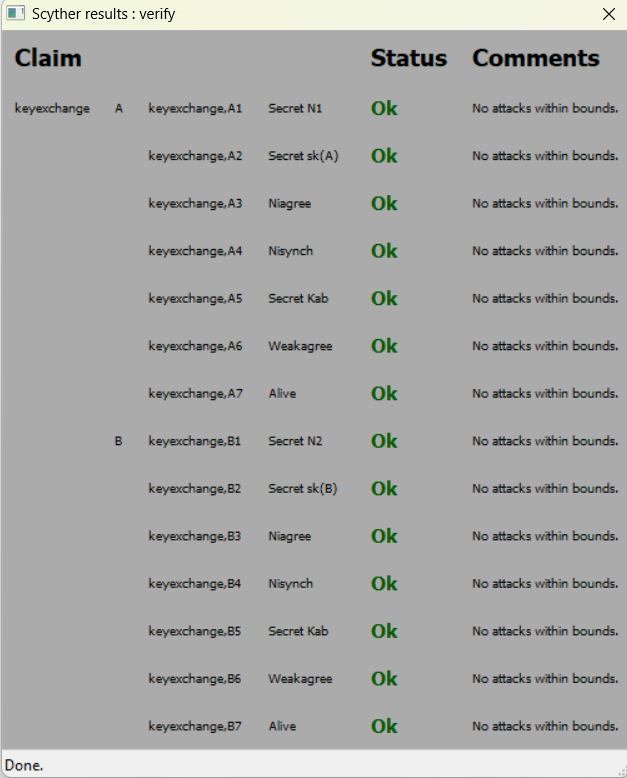 Scyther results : verify
Claim Status Comments
keyexchange A keyexchange,A1 Secret N1 Ok No attacks within bounds.
keyexchange,A2 Secret sk(A) Ok No attacks within bounds.
keyexchange,A3 Niagree Ok No attacks within bounds.
keyexchange,A4 Nisynch Ok No attacks within bounds.
keyexchange,A5 Secret Kab Ok No attacks within bounds.
keyexchange,A6 Weakagree Ok No attacks within bounds.
keyexchange,A7 Alive Ok No attacks within bounds.
B keyexchange,B1 Secret N2 Ok No attacks within bounds.
keyexchange,B2 Secret sk(B) Ok No attacks within bounds.
keyexchange,B3 Niagree Ok No attacks within bounds.
keyexchange,B4 Nisynch Ok No attacks within bounds.
keyexchange,B5 Secret Kab Ok No attacks within bounds.
keyexchange,B6 Weakagree Ok No attacks within bounds.
keyexchange,B7 Alive Ok No attacks within bounds.
Done.